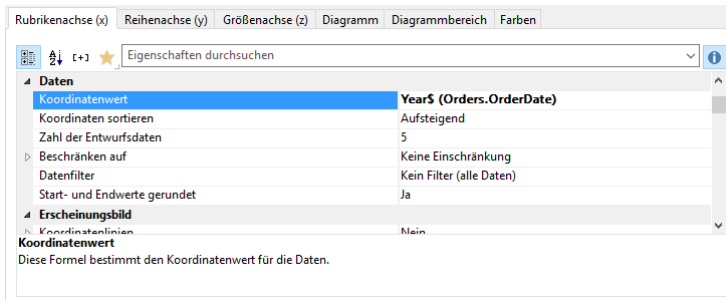 Rubrikenachse (x) Reihenachse (y) Größenachse (z) Diagramm Diagrammbereich Farben
Eigenschaften durchsuchen
Daten
Koordinatenwert Year$ (Orders.OrderDate)
Koordinaten sortieren Aufsteigend
Zahl der Entwurfsdaten 5
Beschränken auf Keine Einschränkung
Datenfilter Kein Filter (alle Daten)
Start- und Endwerte gerundet Ja
Erscheinungsbild
Koordinatenlinien Nein
Koordinatenwert
Diese Formel bestimmt den Koordinatenwert für die Daten.